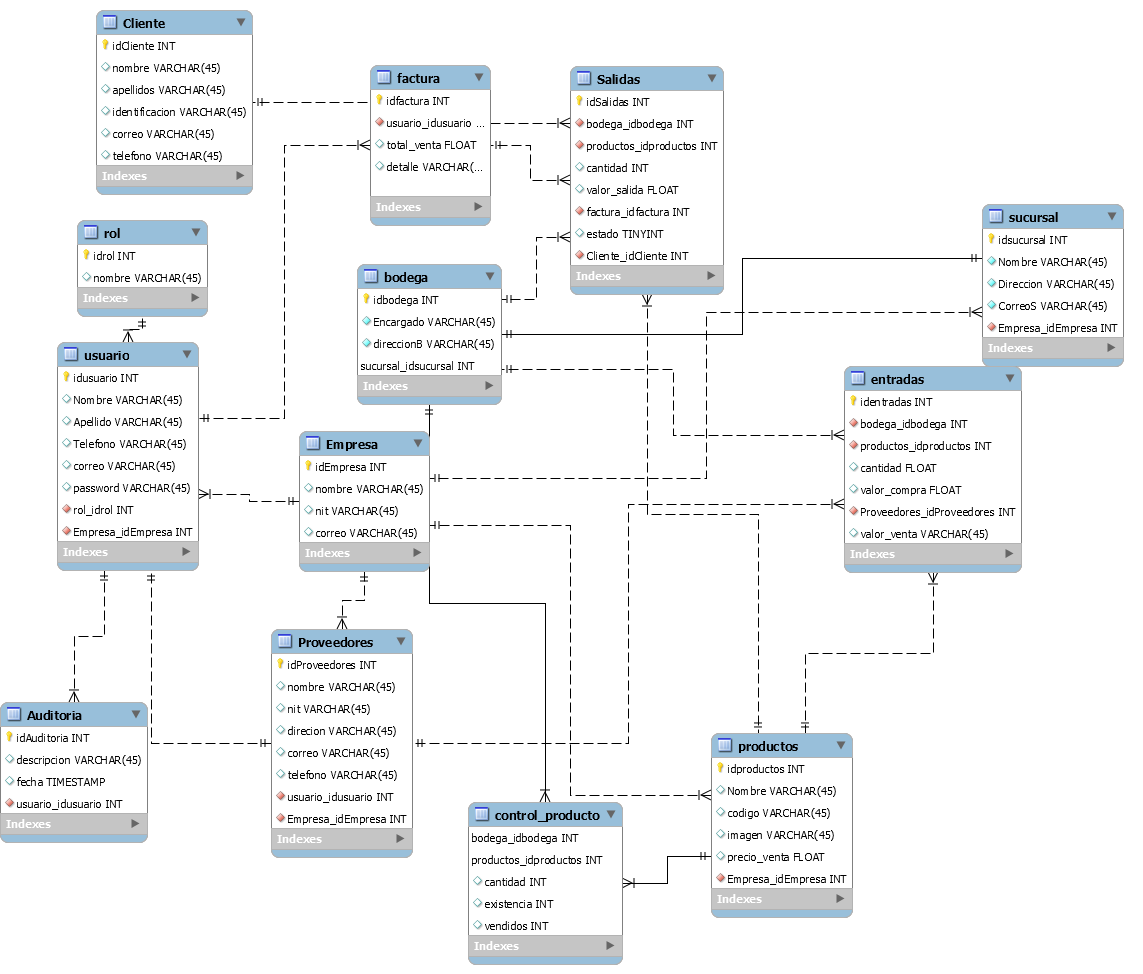 Cliente
idCliente INT
nombre VARCHAR(45)
apellidos VARCHAR(45)
identificacion VARCHAR(45)
correo VARCHAR(45)
telefono VARCHAR(45)
Indexes
factura
idfactura INT
usuario_idusuario ...
total_venta FLOAT
detalle VARCHAR(...
Indexes
Salidas
idSalidas INT
bodega_idbodega INT
productos_idproductos INT
cantidad INT
valor_salida FLOAT
factura_idfactura INT
estado TINYINT
Cliente_idCliente INT
Indexes
sucursal
idsucursal INT
Nombre VARCHAR(45)
Direccion VARCHAR(45)
CorreoS VARCHAR(45)
Empresa_idEmpresa INT
Indexes
rol
idrol INT
nombre VARCHAR(45)
Indexes
bodega
idbodega INT
Encargado VARCHAR(45)
direccionB VARCHAR(45)
sucursal_idsucursal INT
Indexes
usuario
idusuario INT
Nombre VARCHAR(45)
Apellido VARCHAR(45)
Telefono VARCHAR(45)
correo VARCHAR(45)
password VARCHAR(45)
rol_idrol INT
Empresa_idEmpresa INT
Indexes
entradas
identradas INT
bodega_idbodega INT
productos_idproductos INT
cantidad FLOAT
valor_compra FLOAT
Proveedores_idProveedores INT
valor_venta VARCHAR(45)
Indexes
Empresa
idEmpresa INT
nombre VARCHAR(45)
nit VARCHAR(45)
correo VARCHAR(45)
Indexes
Proveedores
idProveedores INT
nombre VARCHAR(45)
nit VARCHAR(45)
direcion VARCHAR(45)
correo VARCHAR(45)
telefono VARCHAR(45)
usuario_idusuario INT
Empresa_idEmpresa INT
Indexes
Auditoria
idAuditoria INT
descripcion VARCHAR(45)
fecha TIMESTAMP
usuario_idusuario INT
Indexes
productos
idproductos INT
Nombre VARCHAR(45)
codigo VARCHAR(45)
imagen VARCHAR(45)
precio_venta FLOAT
Empresa_idEmpresa INT
Indexes
control_producto
bodega_idbodega INT
productos_idproductos INT
cantidad INT
existencia INT
vendidos INT
Indexes